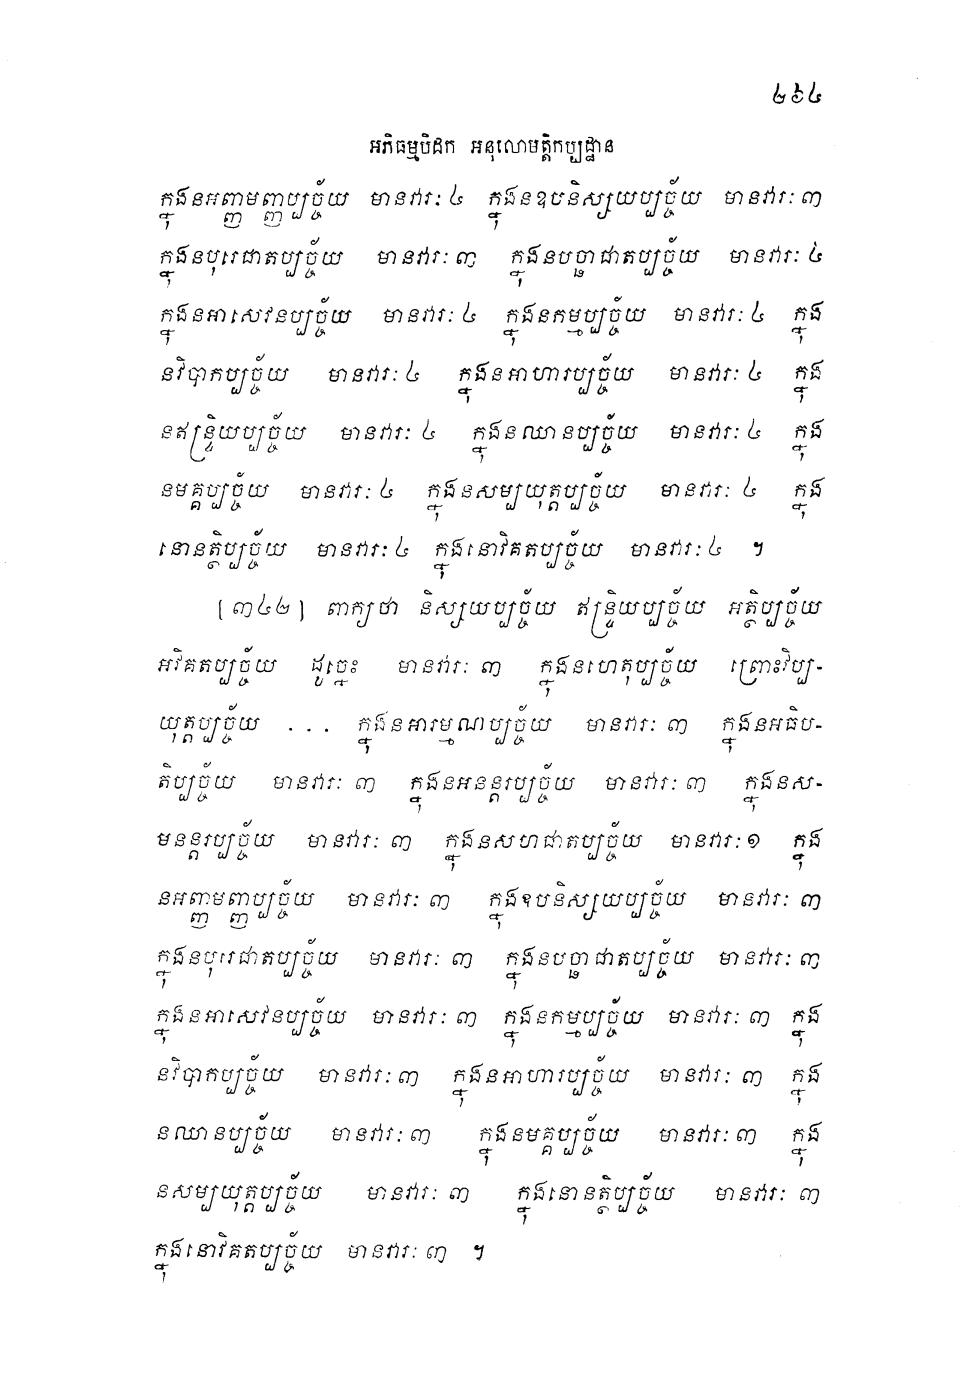 ២៦៤
អភិធម្មបិដក អនុលោមត្តិកប្បដ្ឋាន
ក្នុងនអញ្ញាមញ្ញប្បច្ច័យ មានវារៈ ៤ ក្នុងនឧបនិស្សយប្បច្ច័យ មានវារៈ ៣
ក្នុងនបុរេជាតប្បច្ច័យ មានវារៈ ៣ ក្នុងនបច្ឆាជាតប្បច្ច័យ មានវារៈ ៤
ក្នុងនអាសេវនប្បច្ច័យ មានវារៈ ៤ ក្នុងនកម្មប្បច្ច័យ មានវារៈ ៤ ក្នុង
នវិបាកប្បច្ច័យ មានវារៈ ៤ ក្នុងនអាហារប្បច្ច័យ មានវារៈ ៤ ក្នុង
នឥន្ទ្រិយប្បច្ច័យ មានវារៈ ៤ ក្នុងនឈានប្បច្ច័យ មានវារៈ ៤ ក្នុង
នមគ្គប្បច្ច័យ មានវារៈ ៤ ក្នុងនសម្បយុត្តប្បច្ច័យ មានវារៈ ៤ ក្នុង
នោនត្ថិប្បច្ច័យ មានវារៈ ៤ ក្នុងនោវិគតប្បច្ច័យ មានវារៈ ៤ ។
[៣៤២] ពាក្យថា និស្សយប្បច្ច័យ ឥន្ទ្រិយប្បច្ច័យ អត្ថិប្បច្ច័យ
អវិគតប្បច្ច័យ ដូច្នេះ មានវារៈ ៣ ក្នុងនហេតុប្បច្ច័យ ព្រោះវិប្ប-
យុត្តប្បច្ច័យ ... ក្នុងនអារម្មណប្បច្ច័យ មានវារៈ ៣ ក្នុងនអធិប-
តិប្បច្ច័យ មានវារៈ ៣ ក្នុងនអនន្តរប្បច្ច័យ មានវារៈ ៣ ក្នុងនស-
មនន្តរប្បច្ច័យ មានវារៈ ៣ ក្នុងនសហជាតប្បច្ច័យ មានវារៈ ១ ក្នុង
នអញ្ញាមញ្ញប្បច្ច័យ មានវារៈ ៣ ក្នុងឧបនិស្សយប្បច្ច័យ មានវារៈ ៣
ក្នុងនបុរេជាតប្បច្ច័យ មានវារៈ ៣ ក្នុងនបច្ឆាជាតប្បច្ច័យ មានវារៈ ៣
ក្នុងនអាសេវនប្បច្ច័យ មានវារៈ ៣ ក្នុងនកម្មប្បច្ច័យ មានវារៈ ៣ ក្នុង
នវិបាកប្បច្ច័យ មានវារៈ ៣ ក្នុងនអាហារប្បច្ច័យ មានវារៈ ៣ ក្នុង
នឈានប្បច្ច័យ មានវារៈ ៣ ក្នុងនមគ្គប្បច្ច័យ មានវារៈ ៣ ក្នុង
នសម្បយុត្តប្បច្ច័យ មានវារៈ ៣ ក្នុងនោនត្ថិប្បច្ច័យ មានវារៈ ៣
ក្នុងនោវិគតប្បច្ច័យ មានវារៈ ៣ ។